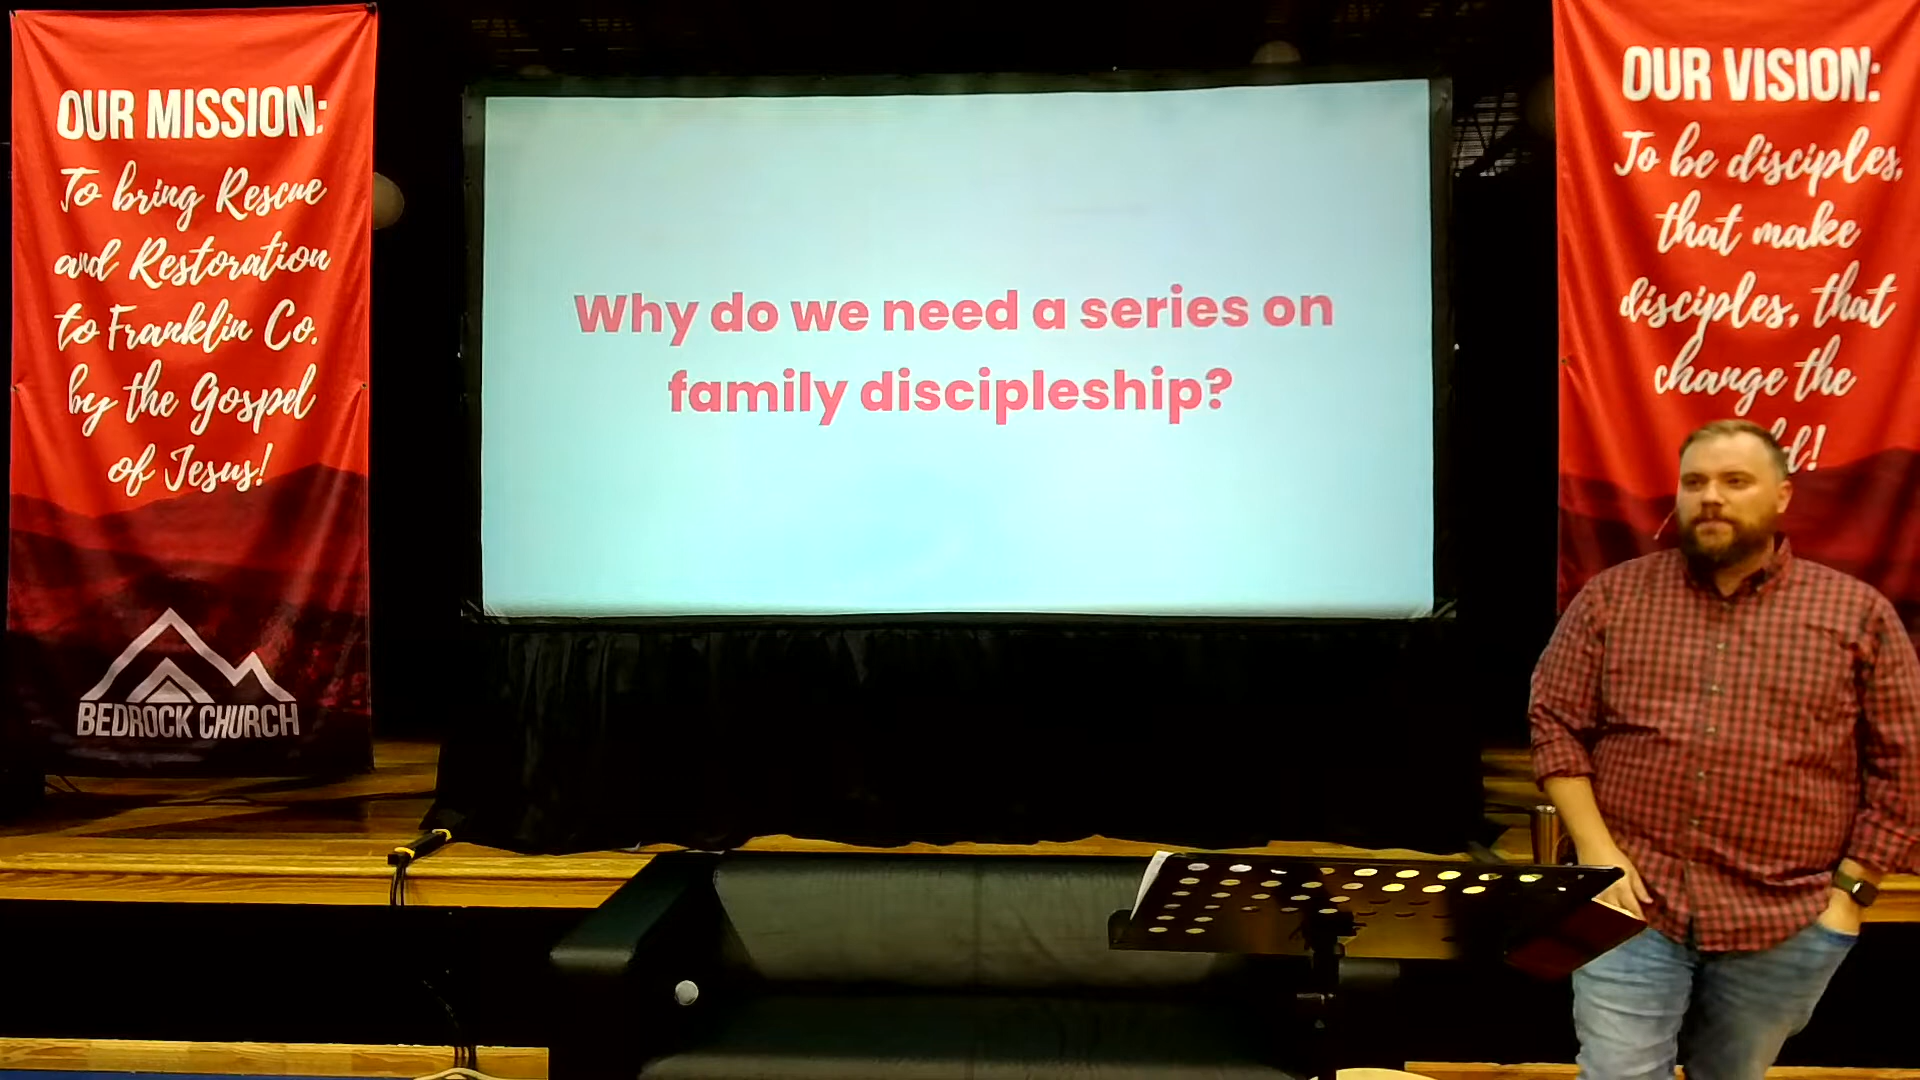 OUR MISSION:
To bring Rescue
and Restoration
to Franklin Co.
by the Gospel
of Jesus!
BEDROCK CHURCH
Why do we need a series on
family discipleship?
OUR VISION:
To be disciples,
that make
disciples, that
change the